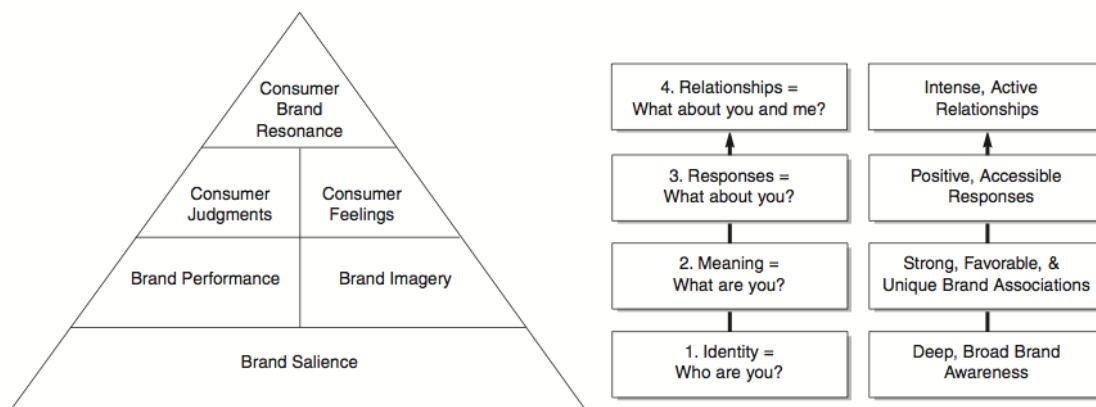 Consumer
Brand
Resonance
Consumer
Judgments
Consumer
Feelings
Brand Performance
Brand Imagery
Brand Salience
4. Relationships =
What about you and me?
3. Responses =
What about you?
2. Meaning =
What are you?
1. Identity =
Who are you?
Intense, Active
Relationships
Positive, Accessible
Responses
Strong, Favorable, &
Unique Brand Associations
Deep, Broad Brand
Awareness